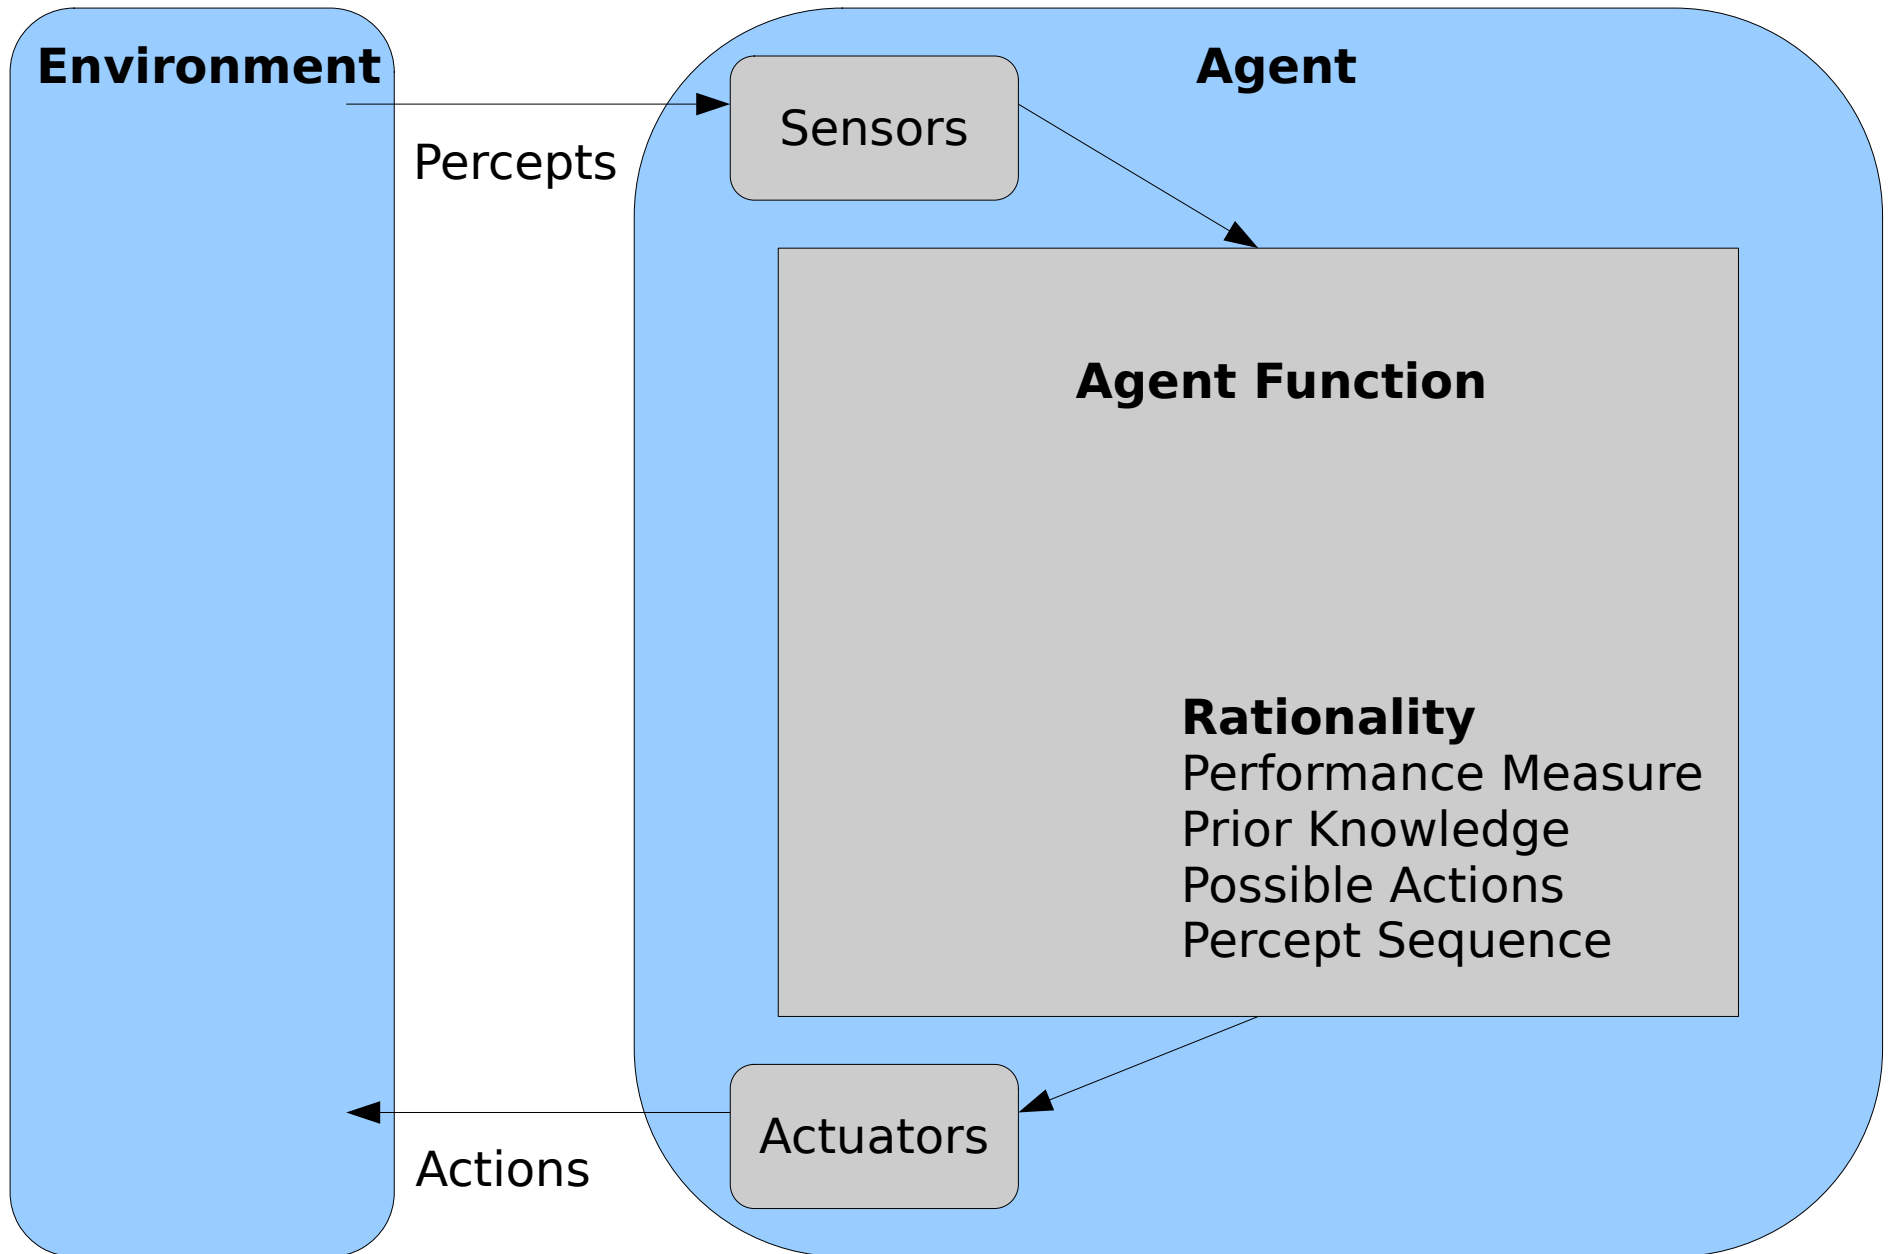 Environment
Agent
Sensors
Percepts
Agent Function
Rationality
Performance Measure
Prior Knowledge
Possible Actions
Percept Sequence
Actuators
Actions